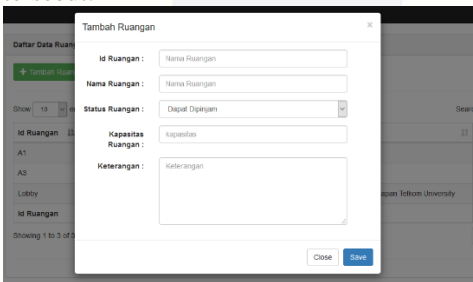 Tambah Ruangan ×
Daftar Data Ruang
Id Ruangan : Nama Ruangan
+ Tambah Ruan
Nama Ruangan : Nama Ruangan
Show 10 Status Ruangan : Dapat Dipinjam Sear
Id Ruangan Kapasitas Ruangan : kapasitas
A1
Keterangan : Keterangan
A3
Lobby apan Telkom University
Id Ruangan
Showing 1 to 3 of 3
Close Save